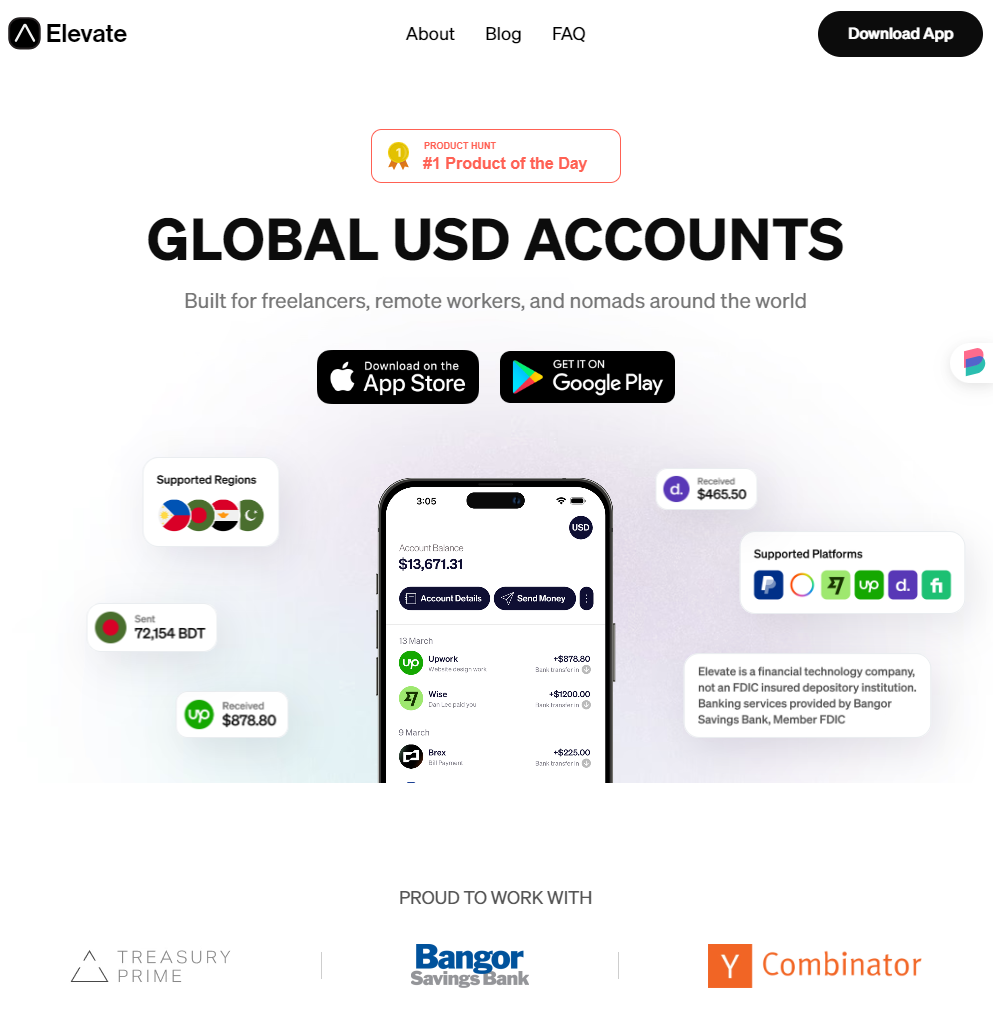 Elevate
About
Blog
FAQ
Download App
1
PRODUCT HUNT
#1 Product of the Day
GLOBAL USD ACCOUNTS
Built for freelancers, remote workers, and nomads around the world
Download on the
App Store
GET IT ON
Google Play
Supported Regions
Sent
72,154 BDT
up
Received
$878.80
3:05
USD
Account Balance
$13,671.31
Account Details
Send Money
13 March
up
Upwork
+$878.80
Website design work
Bank transfer in
Wise
+$1200.00
Dan Lee paid you
Bank transfer in
9 March
Brex
+$225.00
Bill Payment
Bank transfer in
d.
Received
$465.50
Supported Platforms
up
d.
fi
Elevate is a financial technology company,
not an FDIC insured depository institution.
Banking services provided by Bangor
Savings Bank, Member FDIC
PROUD TO WORK WITH
TREASURY
PRIME
Bangor
Savings Bank
Y Combinator